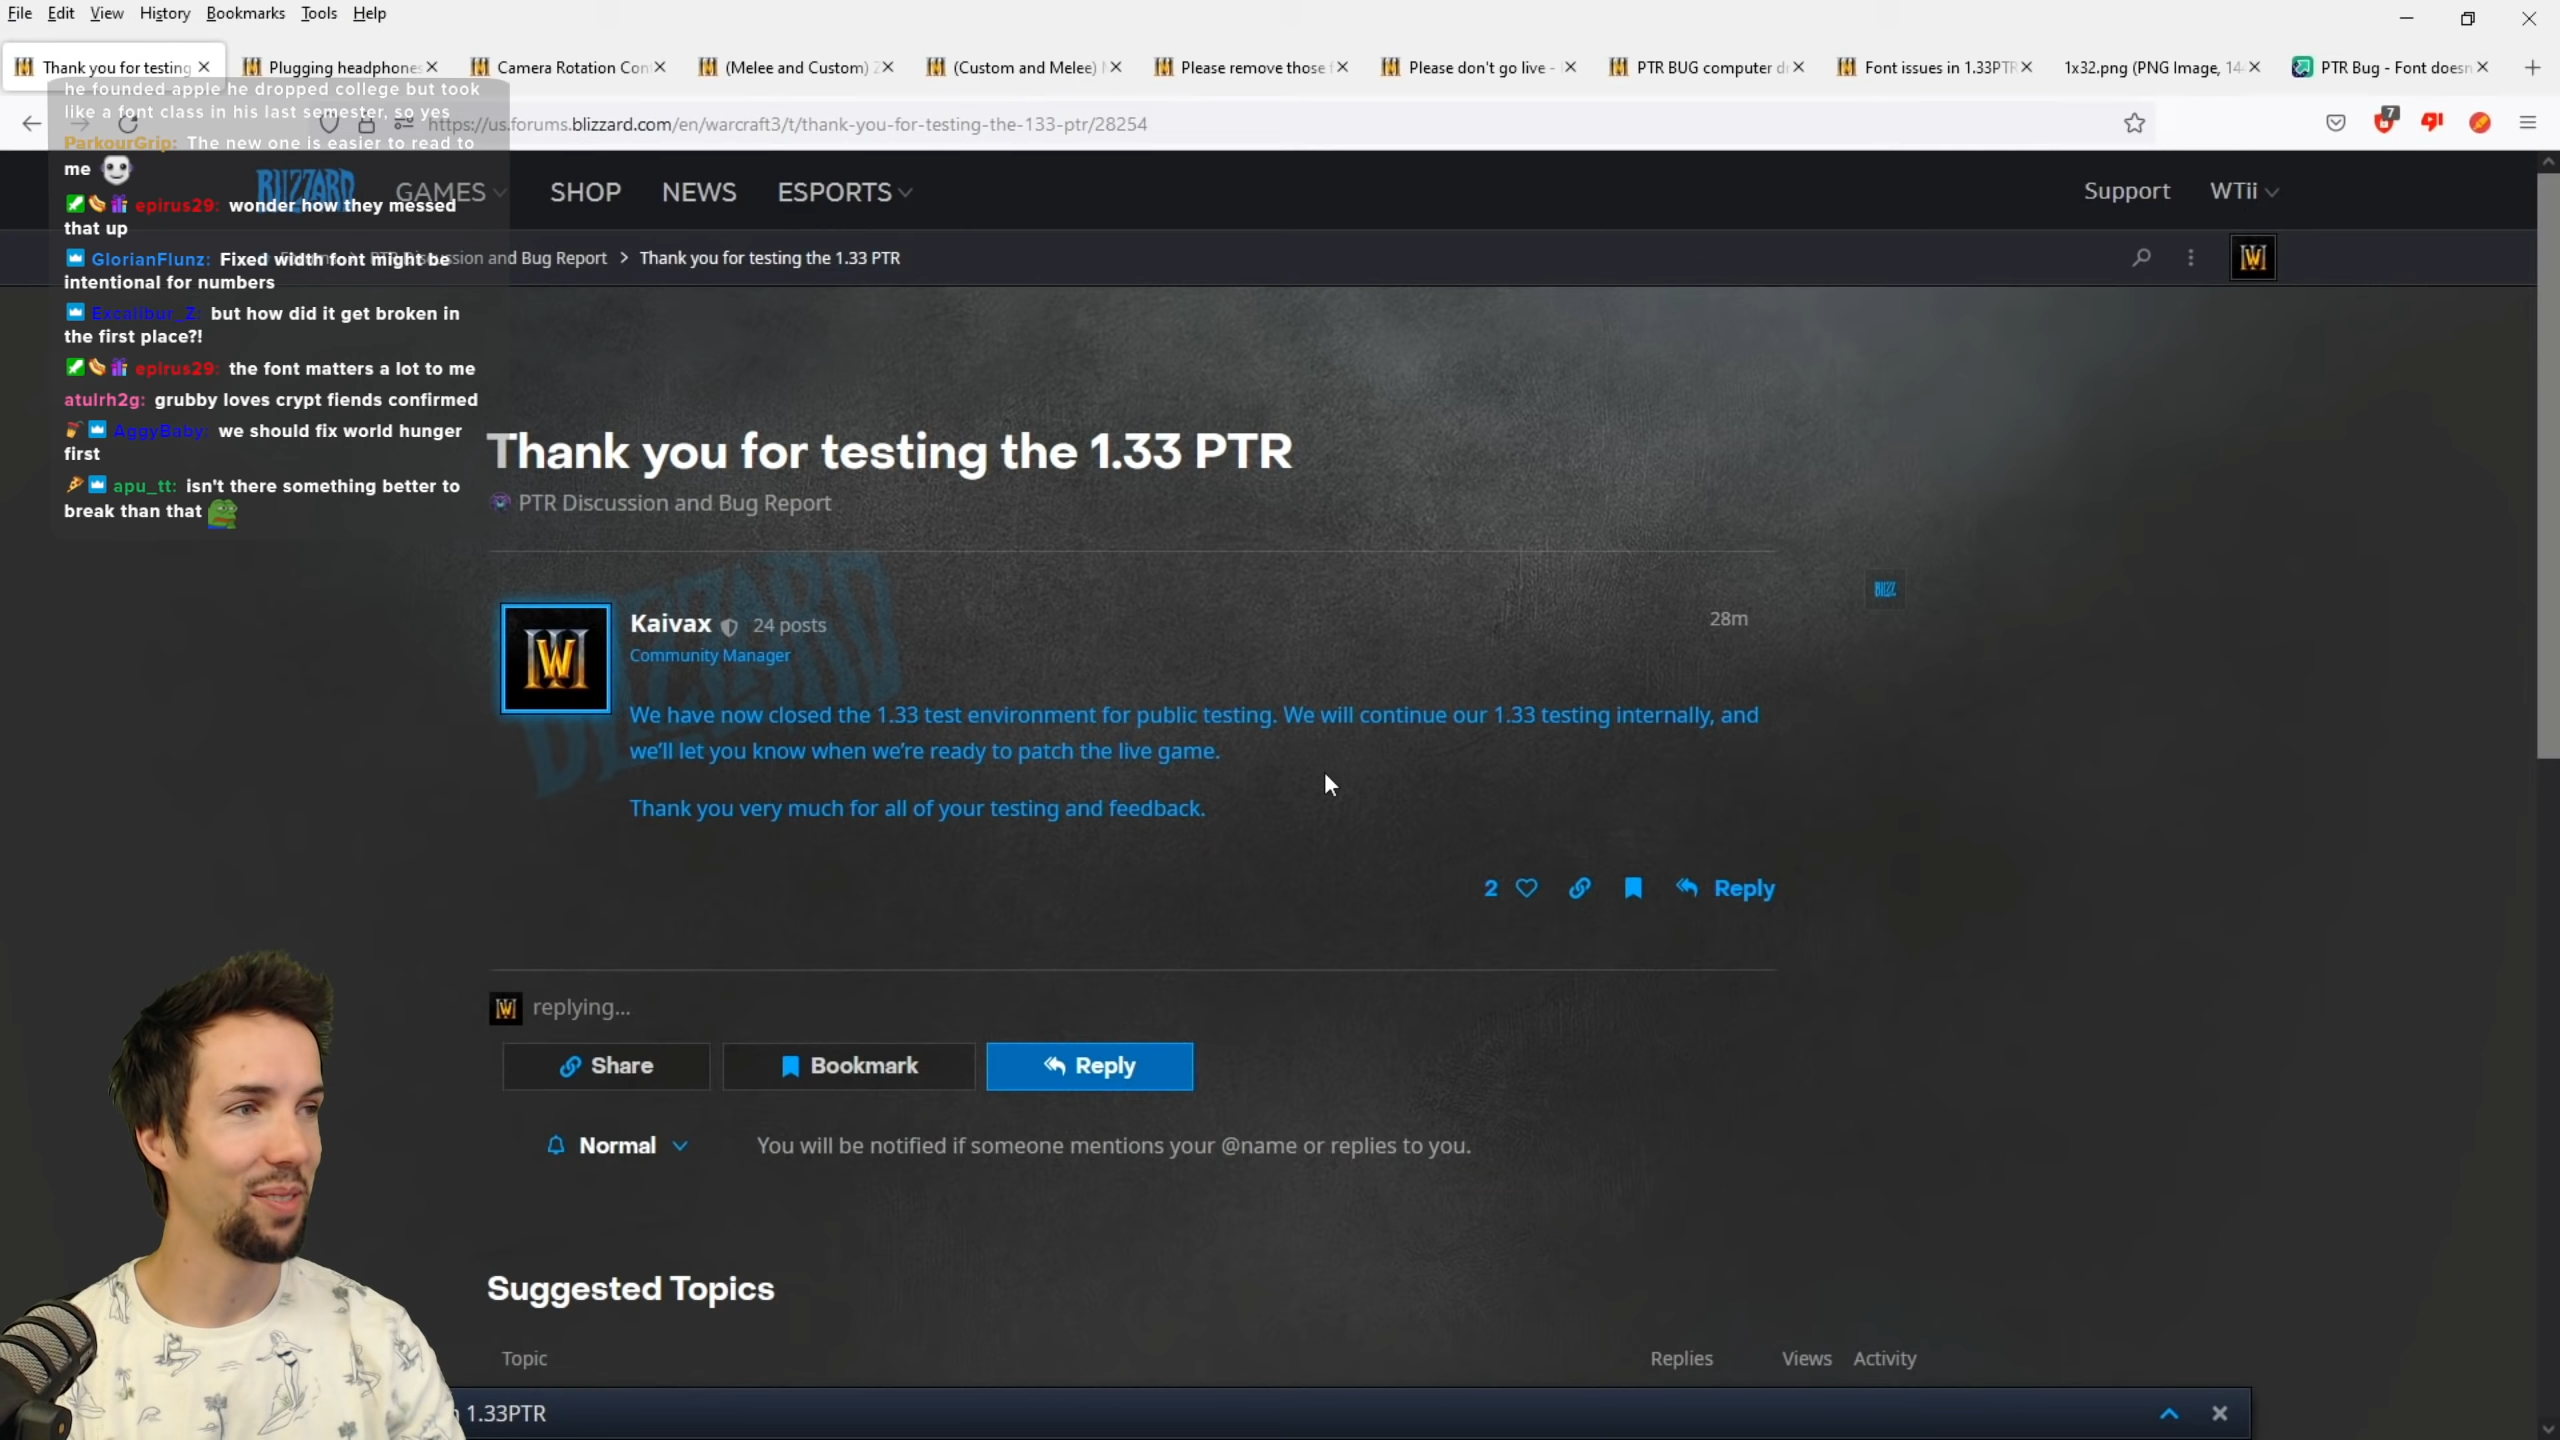 File Edit View History Bookmarks Tools Help
Thank you for testing
Plugging headphones
Camera Rotation Con
(Melee and Custom)
(Custom and Melee)
Please remove those
Please don't go live -
PTR BUG computer
Font issues in 1.33PTR
1x32.png (PNG Image, 14
PTR Bug - Font doesn
https://us.forums.blizzard.com/en/warcraft3/t/thank-you-for-testing-the-133-ptr/28254
7
he founded apple he dropped college but took
like a font class in his last semester, so yes
ParkourGrip: The new one is easier to read to
me
epirus29: wonder how they messed
that up
GlorianFlunz: Fixed width font might be
intentional for numbers
Excalibur_Z: but how did it get broken in
the first place?!
epirus29: the font matters a lot to me
atulrh2g: grubby loves crypt fiends confirmed
AggyBaby: we should fix world hunger
first
apu_tt: isn't there something better to
break than that
BLIZZARD GAMES SHOP NEWS ESPORTS Support WTii
ssion and Bug Report > Thank you for testing the 1.33 PTR
Thank you for testing the 1.33 PTR
PTR Discussion and Bug Report
BLIZZARD
BLIZZ
Kaivax 24 posts 28m
Community Manager
We have now closed the 1.33 test environment for public testing. We will continue our 1.33 testing internally, and
we'll let you know when we're ready to patch the live game.
Thank you very much for all of your testing and feedback.
2 Reply
replying...
Share Bookmark Reply
Normal You will be notified if someone mentions your @name or replies to you.
Suggested Topics
Topic Replies Views Activity
1.33PTR